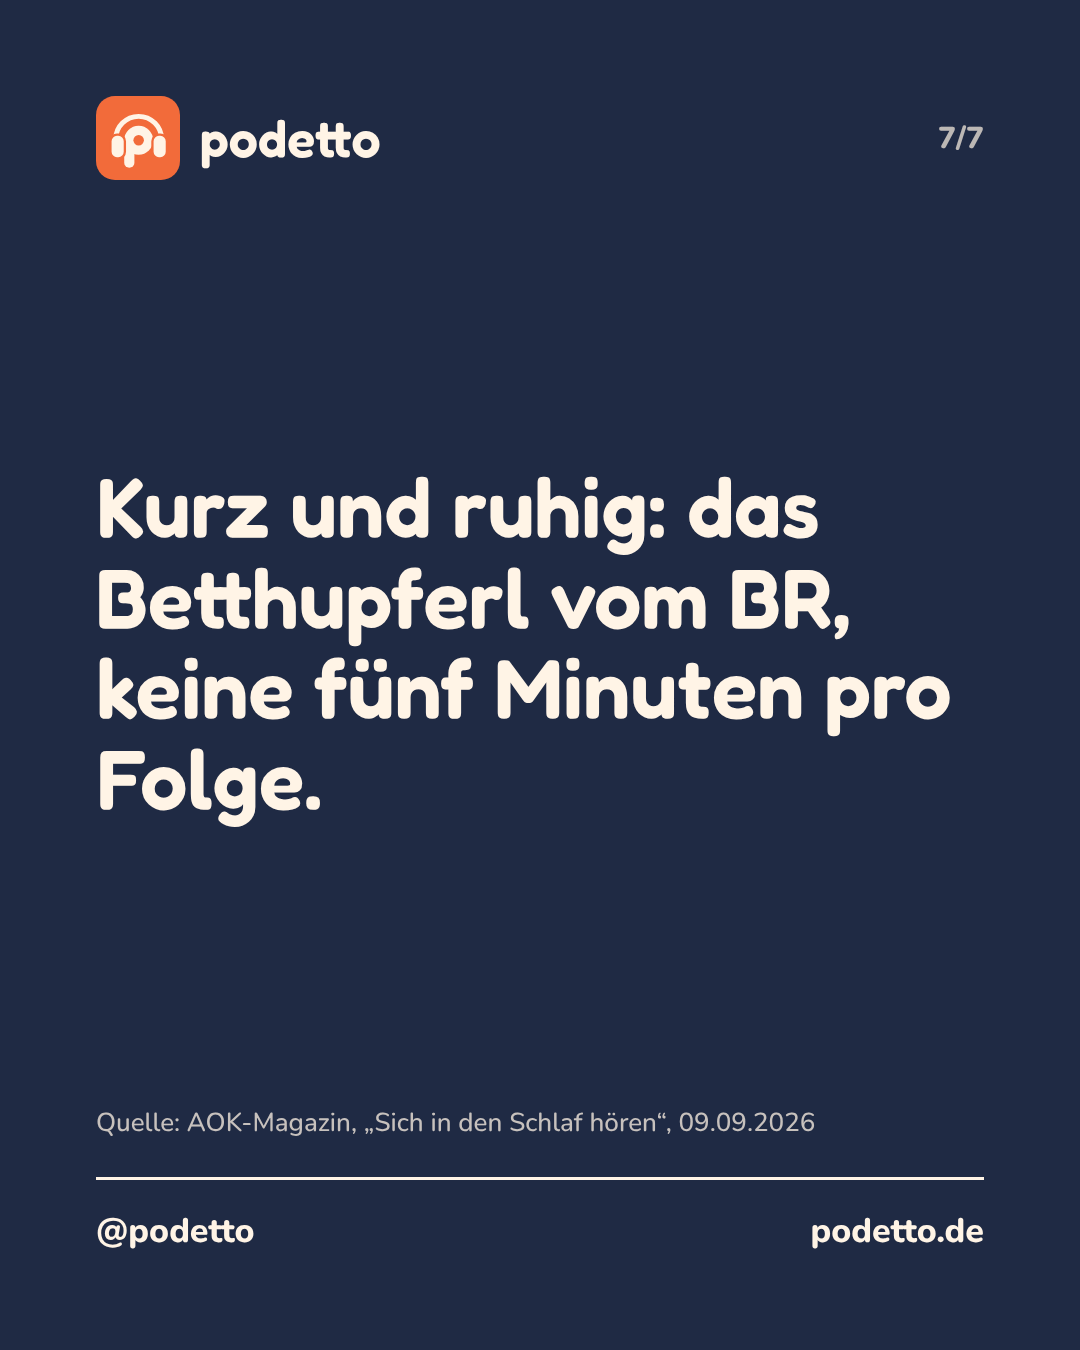 podetto
7/7
Kurz und ruhig: das
Betthupferl vom BR,
keine fünf Minuten pro
Folge.
Quelle: AOK-Magazin, „Sich in den Schlaf hören“, 09.09.2026
@podetto
podetto.de